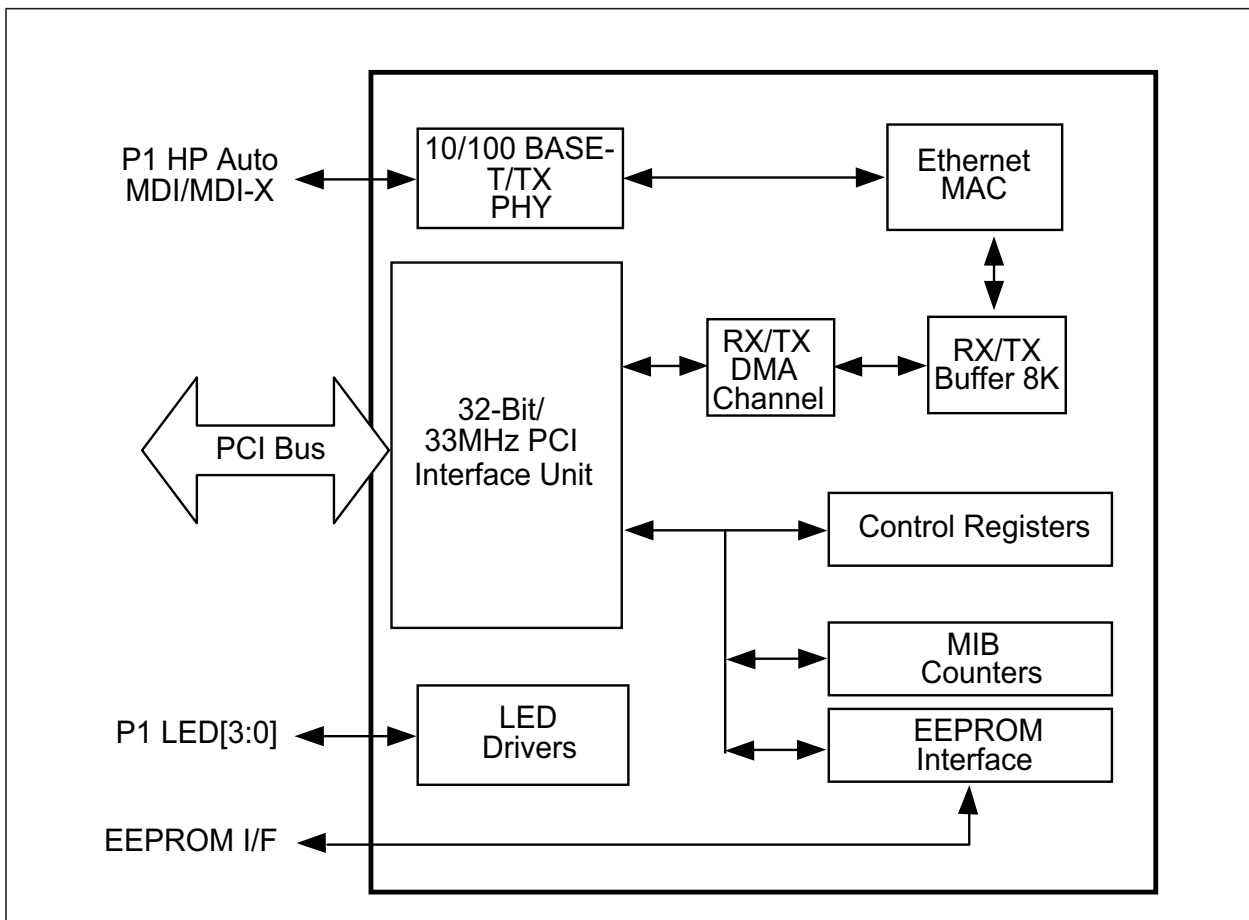 P1 HP Auto
MDI/MDI-X
10/100 BASE-
T/TX
PHY
Ethernet
MAC
RX/TX
DMA
Channel
RX/TX
Buffer 8K
PCI Bus
32-Bit/
33MHz PCI
Interface Unit
Control Registers
MIB
Counters
P1 LED[3:0]
LED
Drivers
EEPROM
Interface
EEPROM I/F